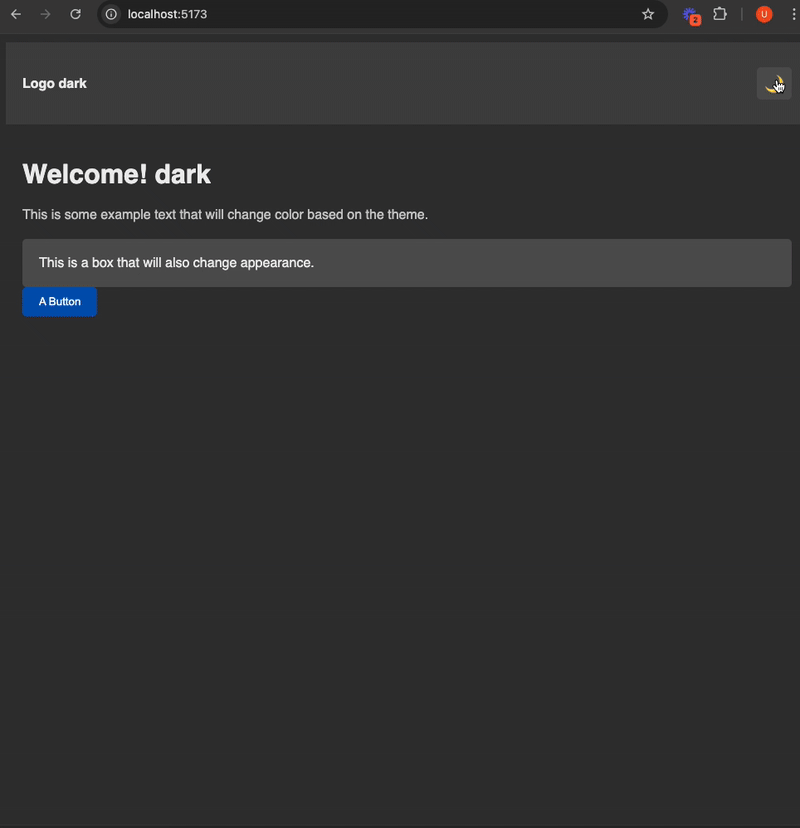 localhost:5173
2
U
Logo dark
Welcome! dark
This is some example text that will change color based on the theme.
This is a box that will also change appearance.
A Button